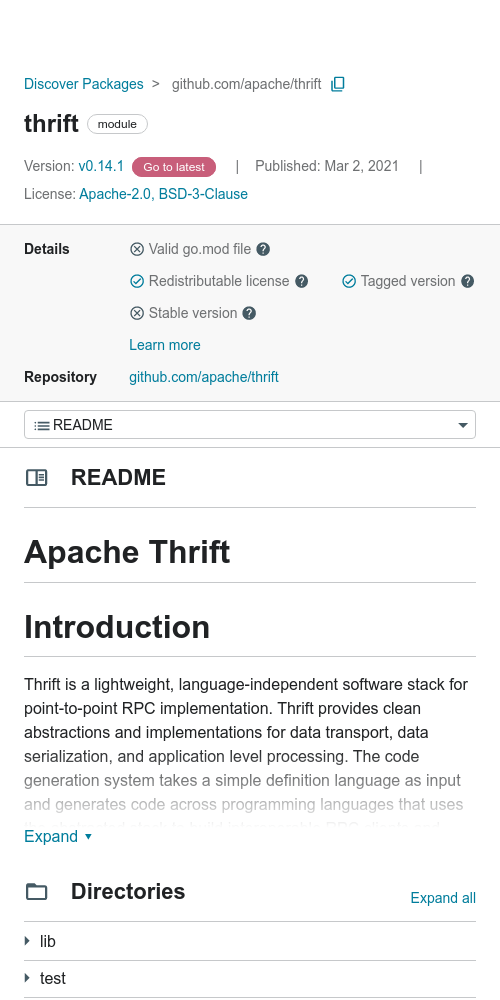 Discover Packages > github.com/apache/thrift
thrift module
Version: v0.14.1 Go to latest | Published: Mar 2, 2021 |
License: Apache-2.0, BSD-3-Clause
Details Valid go.mod file
Redistributable license Tagged version
Stable version
Learn more
Repository github.com/apache/thrift
README
README
Apache Thrift
Introduction
Thrift is a lightweight, language-independent software stack for
point-to-point RPC implementation. Thrift provides clean
abstractions and implementations for data transport, data
serialization, and application level processing. The code
generation system takes a simple definition language as input
and generates code across programming languages that uses
Expand
Directories Expand all
lib
test